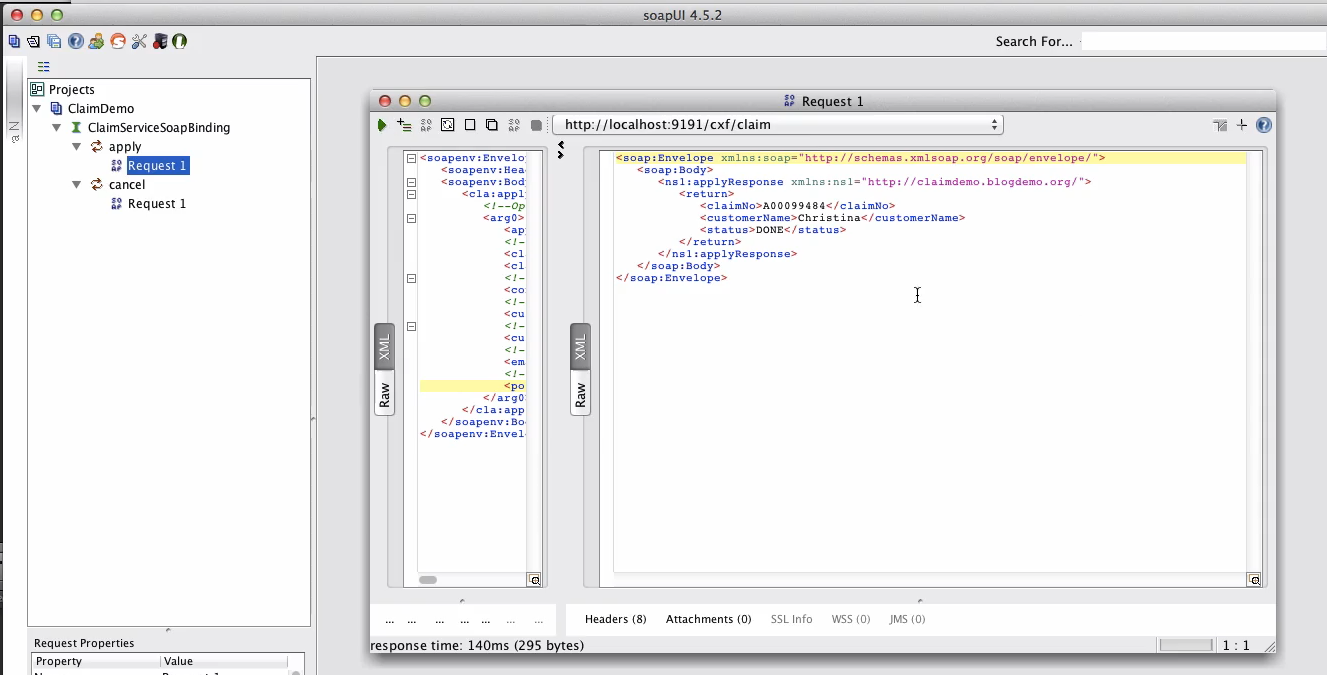 soapUI 4.5.2
Search For...
Na
Projects
ClaimDemo
ClaimServiceSoapBinding
apply
Request 1
cancel
Request 1
Request 1
http://localhost:9191/cxf/claim
XML
Raw
<soapenv:Envelo
<soapenv:Hea
<soapenv:Bod
<cla:appl
<!--Op
<arg0>
<ap
<!-
<cl
<cl
<!-
<co
<!-
<cu
<!-
<cu
<!-
<em
<!-
<po
</arg0
</cla:app
</soapenv:Bo
</soapenv:Envel
XML
Raw
<soap:Envelope xmlns:soap="http://schemas.xmlsoap.org/soap/envelope/">
<soap:Body>
<ns1:applyResponse xmlns:ns1="http://claimdemo.blogdemo.org/">
<return>
<claimNo>A00099484</claimNo>
<customerName>Christina</customerName>
<status>DONE</status>
</return>
</ns1:applyResponse>
</soap:Body>
</soap:Envelope>
... ... ... ... ... ...
Headers (8) Attachments (0) SSL Info WSS (0) JMS (0)
response time: 140ms (295 bytes)
1 : 1
Request Properties
Property Value